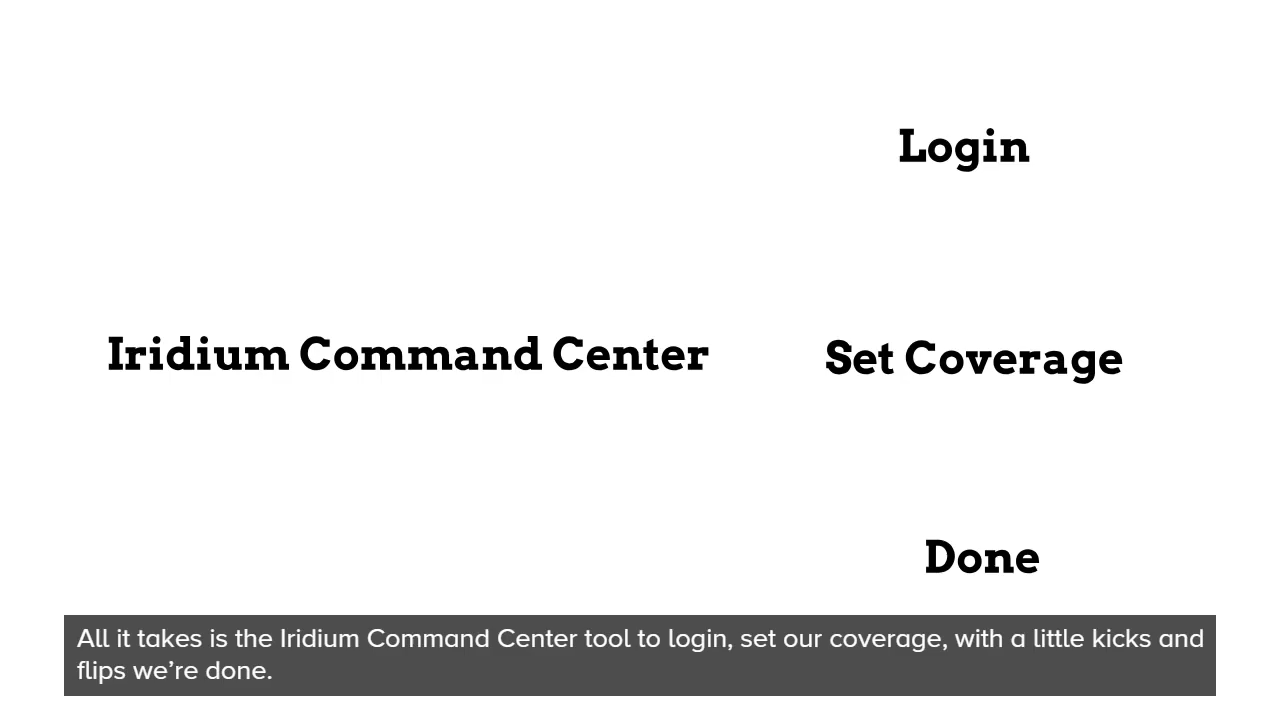 Login
Iridium Command Center
Set Coverage
Done
All it takes is the Iridium Command Center tool to login, set our coverage, with a little kicks and
flips we’re done.